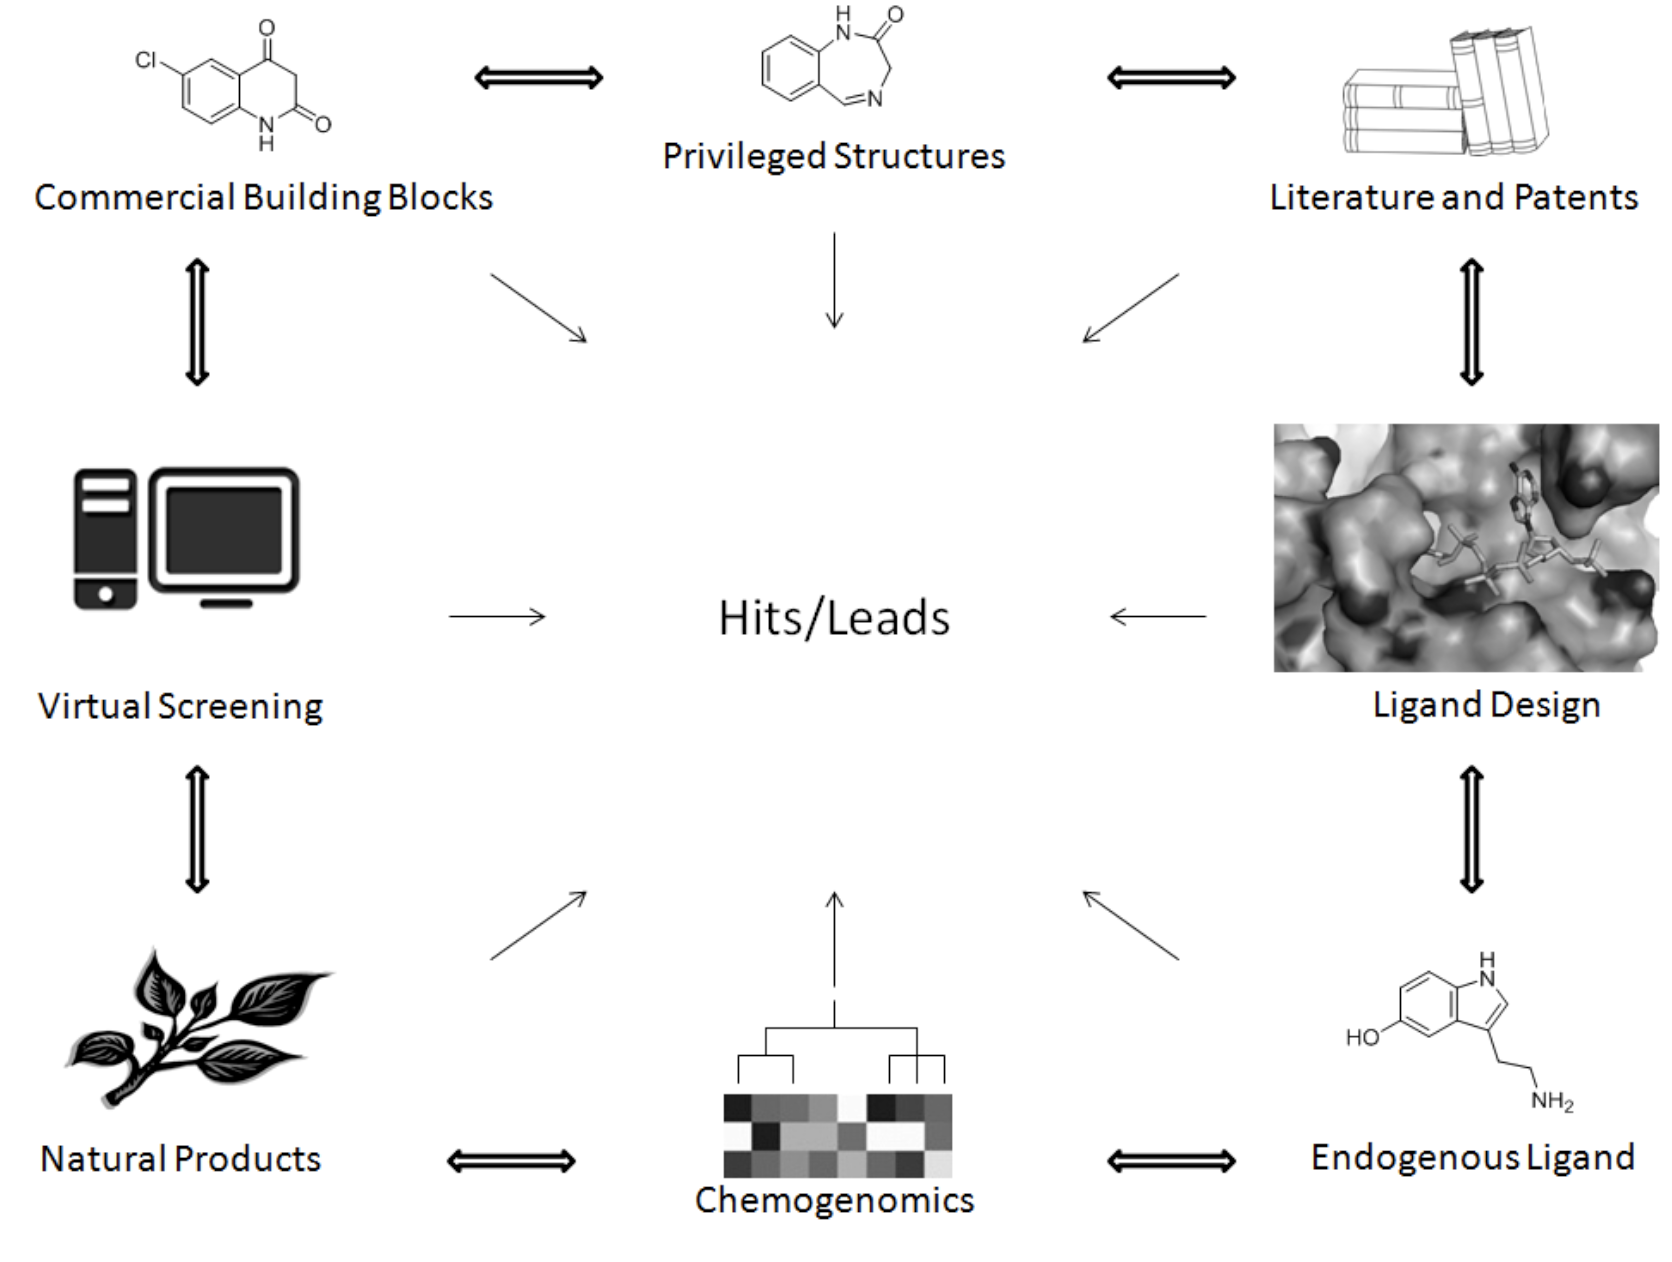 O
Cl
O
N
H
Commercial Building Blocks
H
N
O
N
Privileged Structures
Literature and Patents
Virtual Screening
Hits/Leads
Ligand Design
Natural Products
Chemogenomics
H
N
HO
NH2
Endogenous Ligand